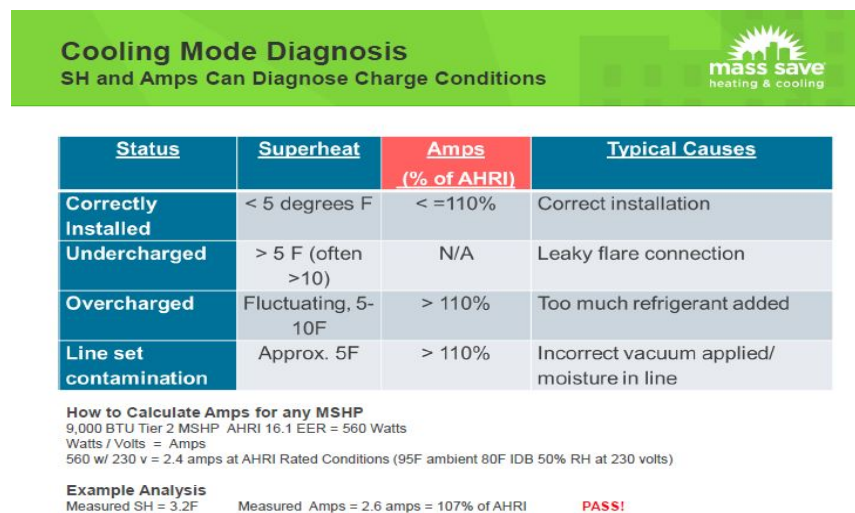 Cooling Mode Diagnosis
SH and Amps Can Diagnose Charge Conditions
mass save
heating & cooling
Status Superheat Amps Typical Causes
(% of AHRI)
Correctly < 5 degrees F < =110% Correct installation
Installed
Undercharged > 5 F (often N/A Leaky flare connection
>10)
Overcharged Fluctuating, 5- > 110% Too much refrigerant added
10F
Line set Approx. 5F > 110% Incorrect vacuum applied/
contamination moisture in line
How to Calculate Amps for any MSHP
9,000 BTU Tier 2 MSHP AHRI 16.1 EER = 560 Watts
Watts / Volts = Amps
560 w/ 230 v = 2.4 amps at AHRI Rated Conditions (95F ambient 80F IDB 50% RH at 230 volts)
Example Analysis
Measured SH = 3.2F Measured Amps = 2.6 amps = 107% of AHRI PASS!